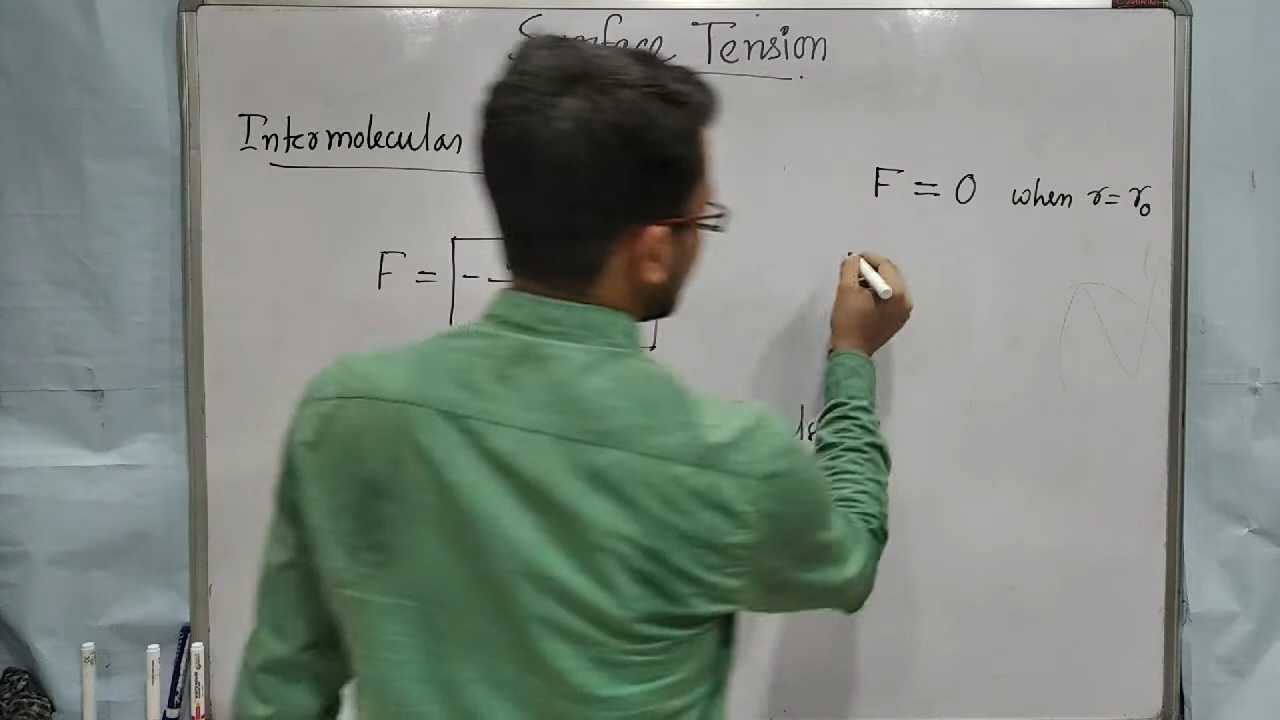 Surface Tension
Intermolecular
F = 0 when r = r₀
F = -